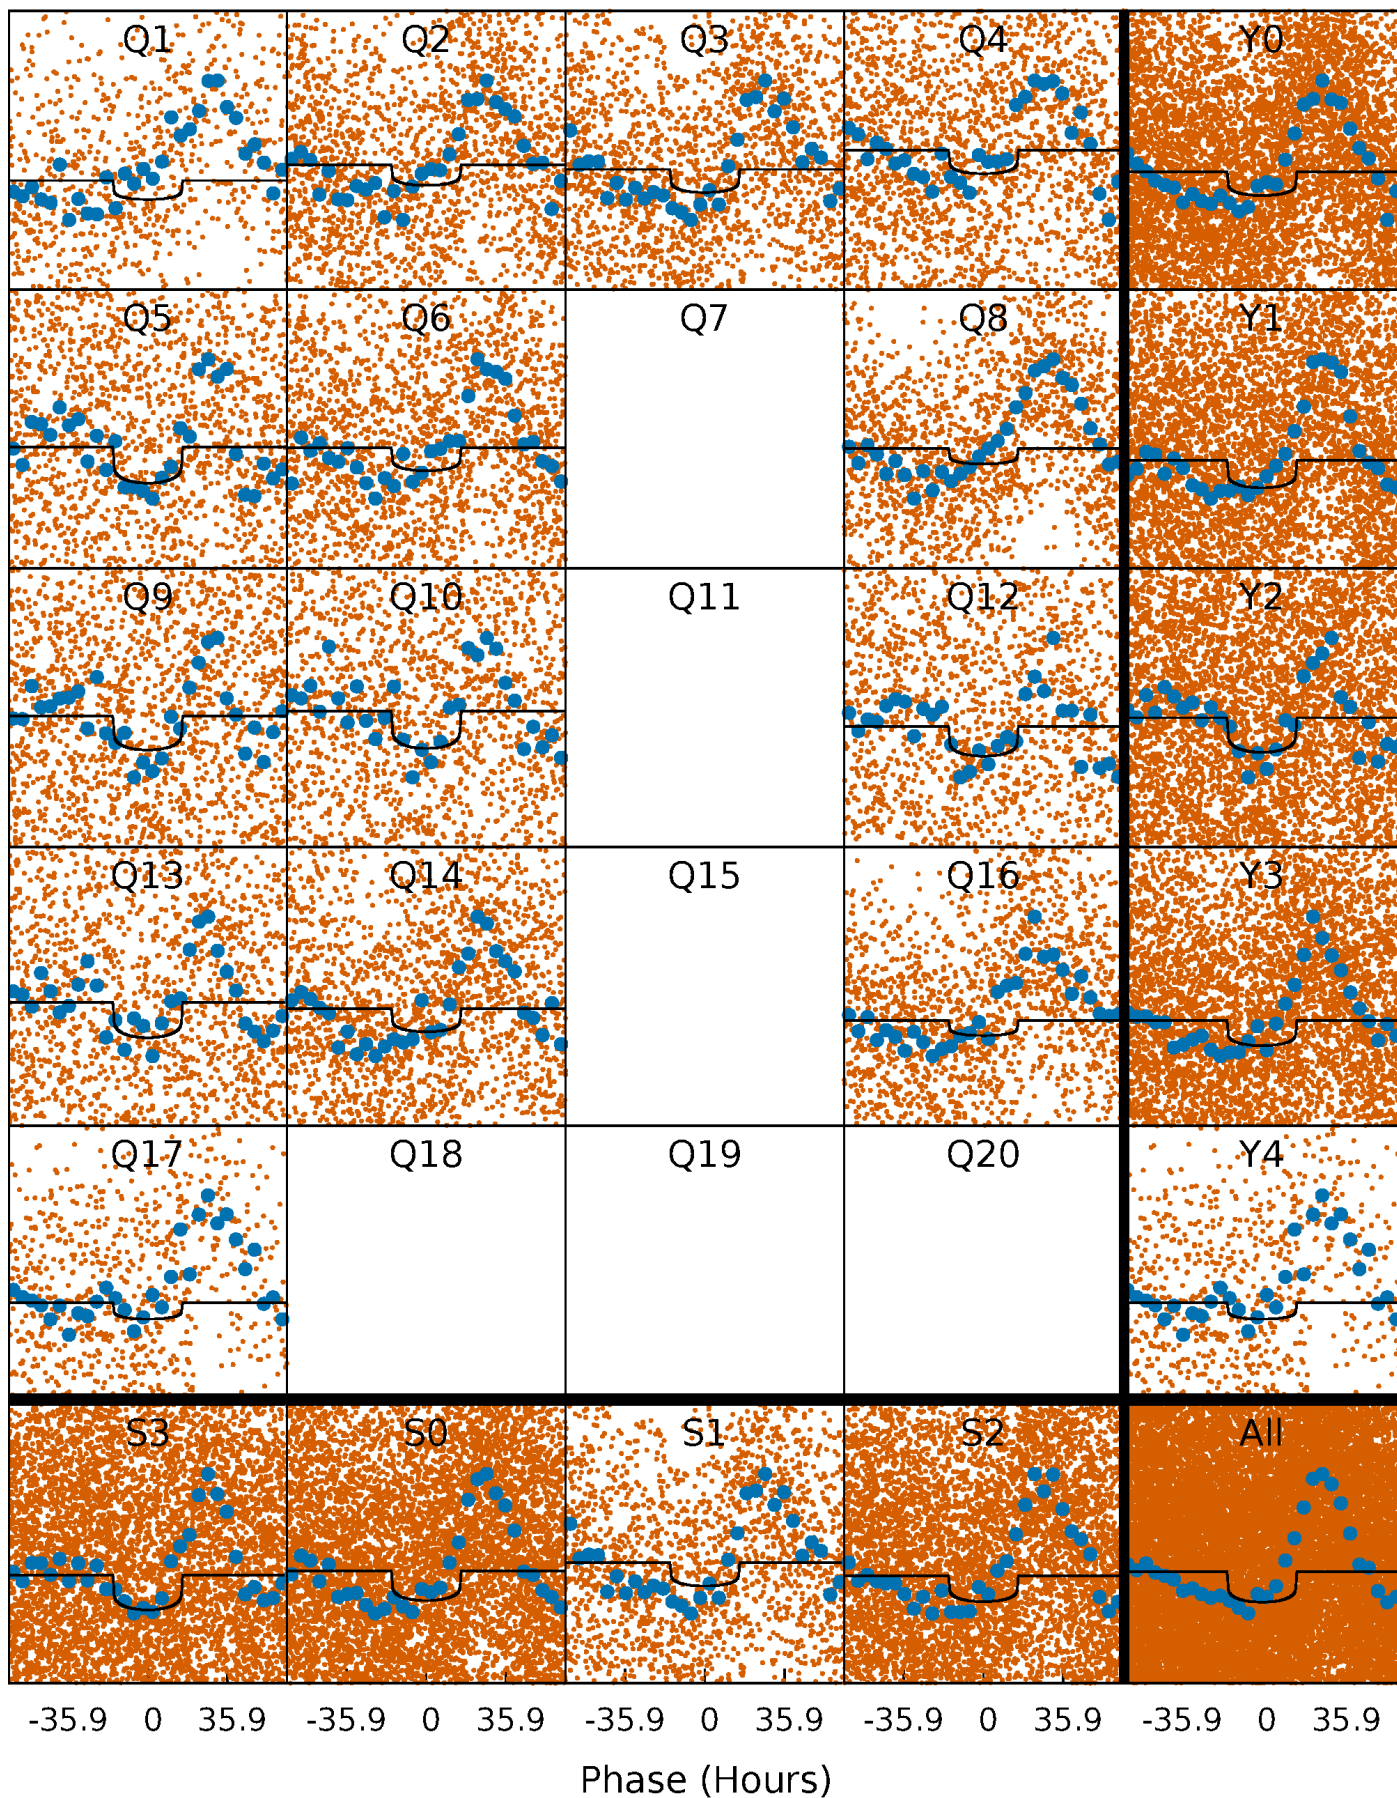 Q1 Q2 Q3 Q4 Y0
Q5 Q6 Q7 Q8 Y1
Q9 Q10 Q11 Q12 Y2
Q13 Q14 Q15 Q16 Y3
Q17 Q18 Q19 Q20 Y4
S3 S0 S1 S2 All
-35.9 0 35.9 -35.9 0 35.9 -35.9 0 35.9 -35.9 0 35.9 -35.9 0 35.9
Phase (Hours)